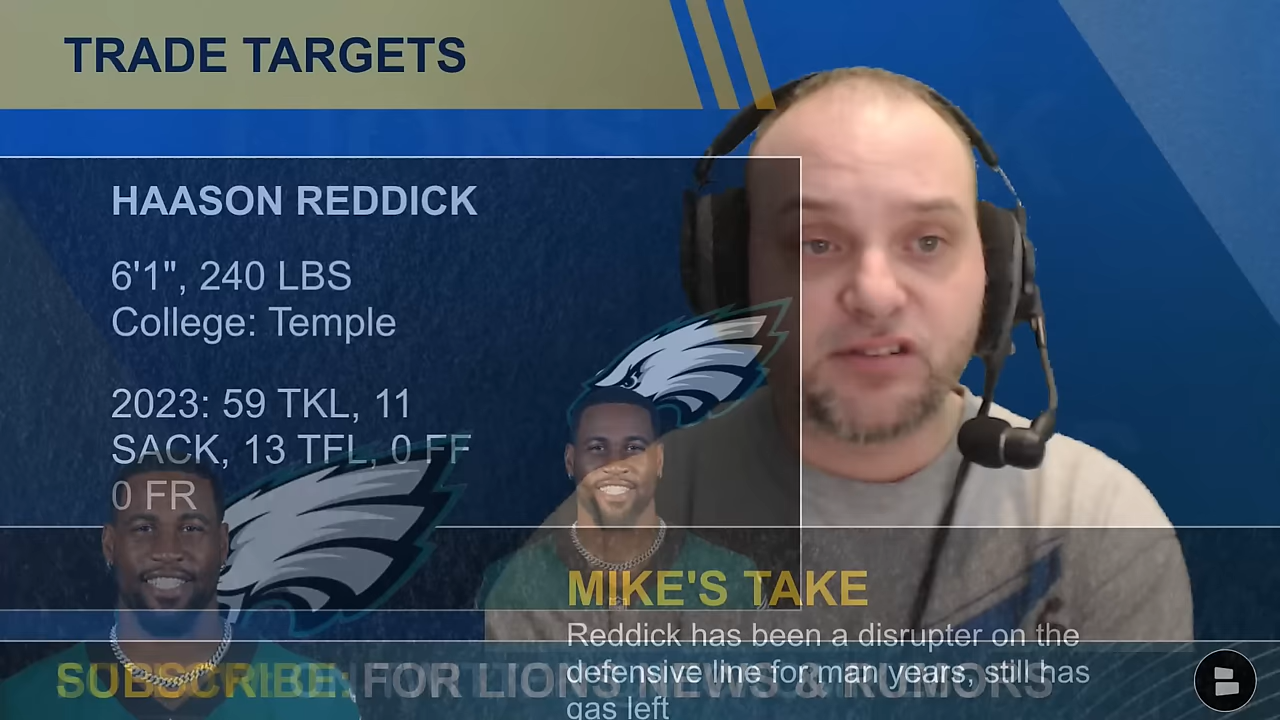 TRADE TARGETS
HAASON REDDICK
6'1", 240 LBS
College: Temple
2023: 59 TKL, 11
SACK, 13 TFL, 0 FF
0 FR
MIKE'S TAKE
Reddick has been a disrupter on the
defensive line for man years, still has
gas left
SUBSCRIBE: FOR LIONS NEWS & RUMORS